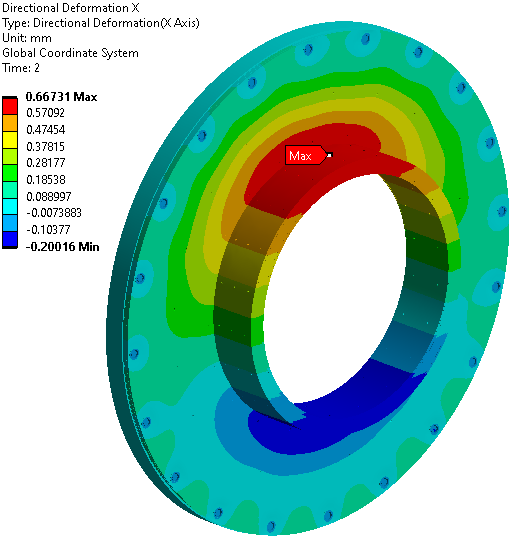 Directional Deformation X
Type: Directional Deformation(X Axis)
Unit: mm
Global Coordinate System
Time: 2
0.66731 Max
0.57092
0.47454
0.37815
0.28177
0.18538
0.088997
-0.0073883
-0.10377
-0.20016 Min
Max